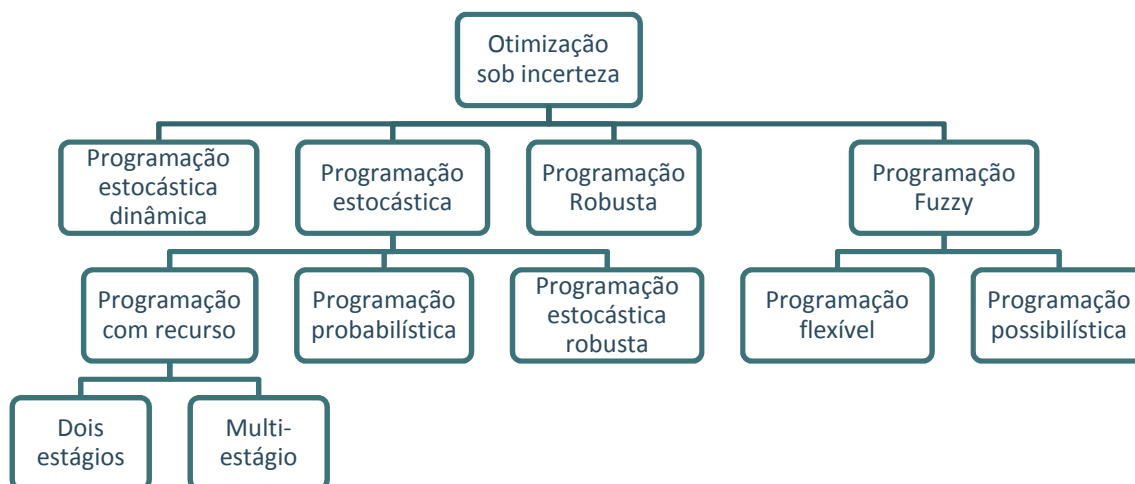 Otimização
sob incerteza
Programação
estocástica
dinâmica
Programação
estocástica
Programação
Robusta
Programação
Fuzzy
Programação
com recurso
Programação
probabilística
Programação
estocástica
robusta
Programação
flexível
Programação
possibilística
Dois
estágios
Multi-
estágio